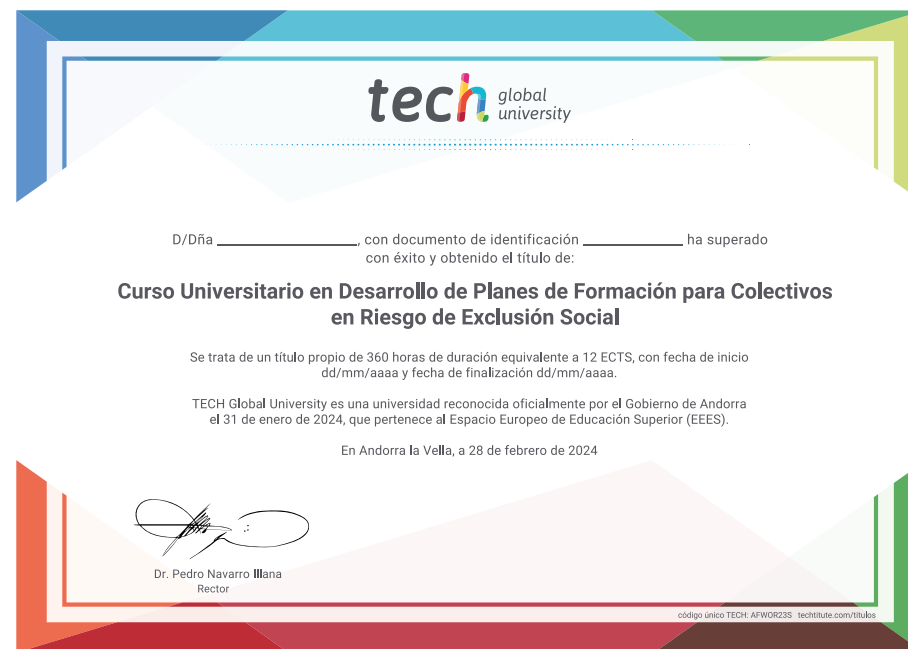 tech global university
D/Dña ________________, con documento de identificación ____________ ha superado
con éxito y obtenido el título de:
Curso Universitario en Desarrollo de Planes de Formación para Colectivos
en Riesgo de Exclusión Social
Se trata de un título propio de 360 horas de duración equivalente a 12 ECTS, con fecha de inicio
dd/mm/aaaa y fecha de finalización dd/mm/aaaa.
TECH Global University es una universidad reconocida oficialmente por el Gobierno de Andorra
el 31 de enero de 2024, que pertenece al Espacio Europeo de Educación Superior (EEES).
En Andorra la Vella, a 28 de febrero de 2024
Dr. Pedro Navarro Illana
Rector
código único TECH: AFWOR23S techtitute.com/titulos